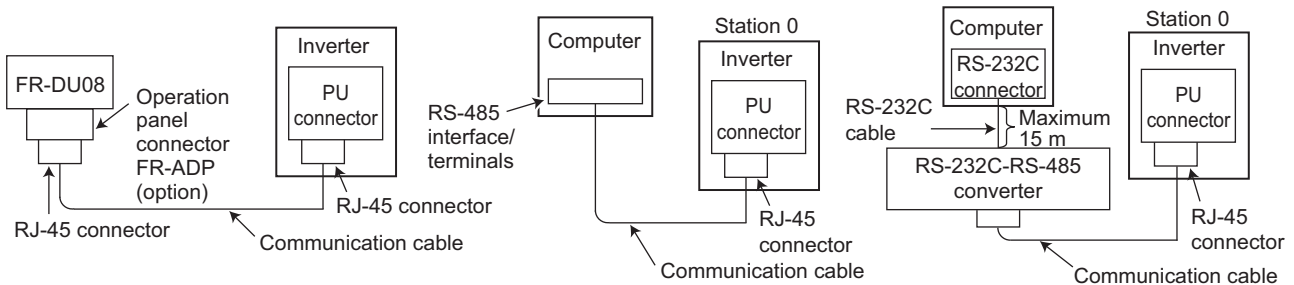 FR-DU08
Operation
panel
connector
FR-ADP
(option)
RJ-45 connector
Inverter
PU
connector
RJ-45 connector
Communication cable
Computer
RS-485
interface/
terminals
Station 0
Inverter
PU
connector
RJ-45
connector
Communication cable
Computer
RS-232C
connector
RS-232C
cable
Maximum
15 m
RS-232C-RS-485
converter
Station 0
Inverter
PU
connector
RJ-45
connector
Communication cable